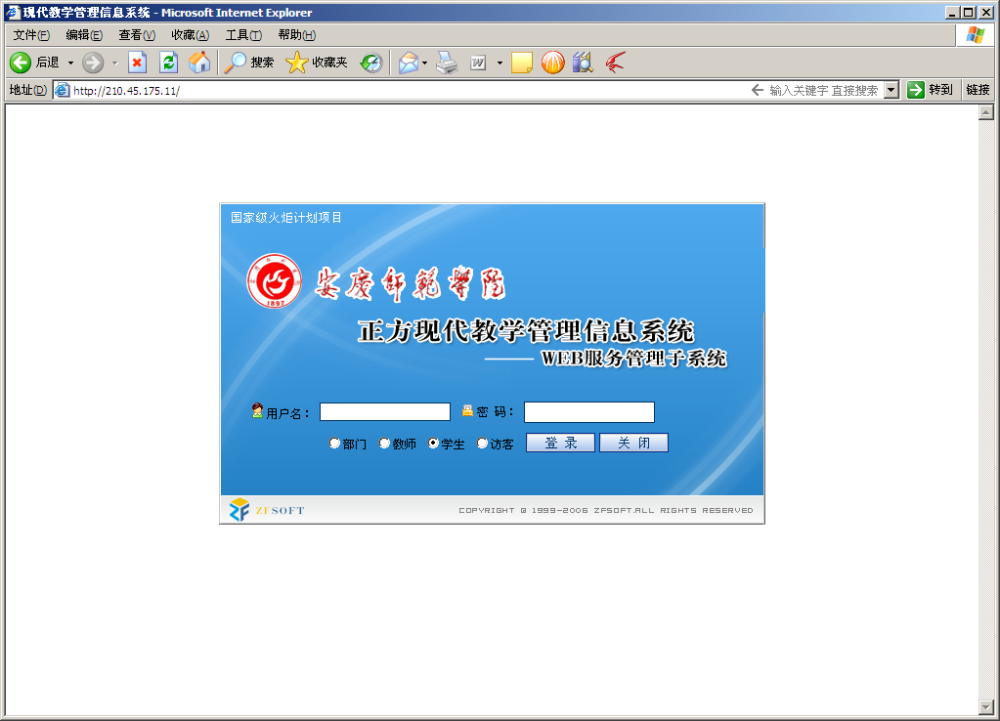 现代教学管理信息系统 - Microsoft Internet Explorer
文件(F) 编辑(E) 查看(V) 收藏(A) 工具(T) 帮助(H)
后退 搜索 收藏夹
地址(D) http://210.45.175.11/ 输入关键字 直接搜索 转到 链接
国家级火炬计划项目
1897 安庆师范学院
正方现代教学管理信息系统
——WEB服务管理子系统
用户名： 密 码：
部门 教师 学生 访客 登 录 关 闭
ZFSOFT COPYRIGHT @ 1999-2006 ZFSOFT.ALL RIGHTS RESERVED